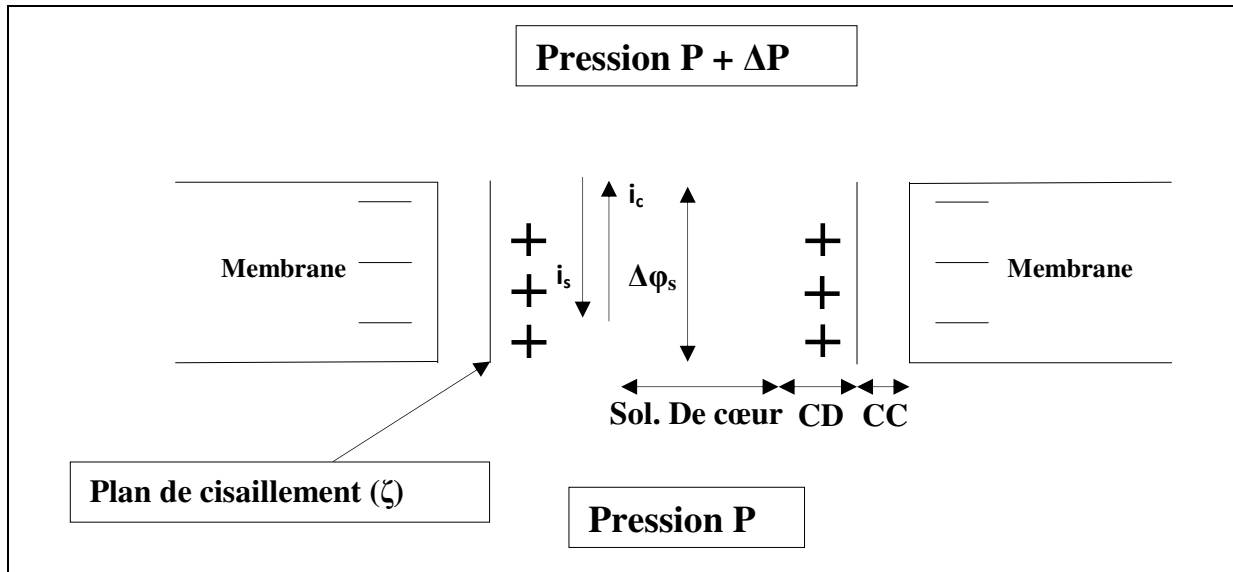 Pression P + ΔP
i_c
Membrane
i_s
Δφ_s
Membrane
Sol. De cœur
CD
CC
Plan de cisaillement (ζ)
Pression P